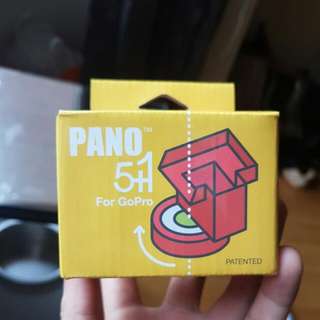 PANO™
5+1
For GoPro
PATENTED